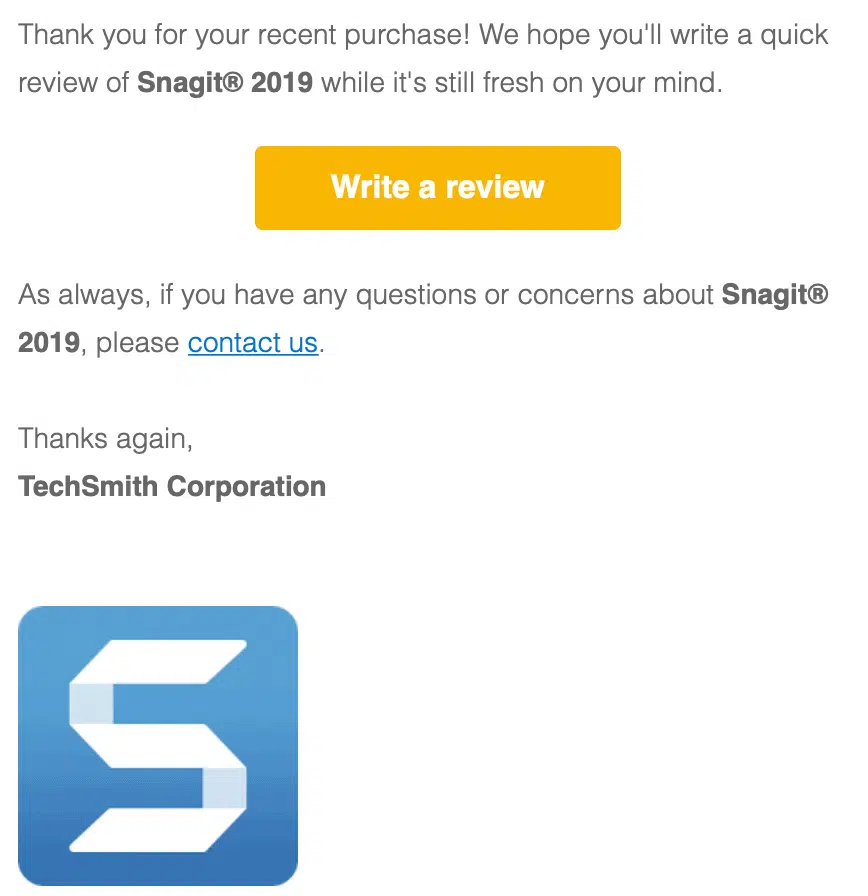 Thank you for your recent purchase! We hope you'll write a quick
review of Snagit® 2019 while it's still fresh on your mind.
Write a review
As always, if you have any questions or concerns about Snagit®
2019, please contact us.
Thanks again,
TechSmith Corporation
S